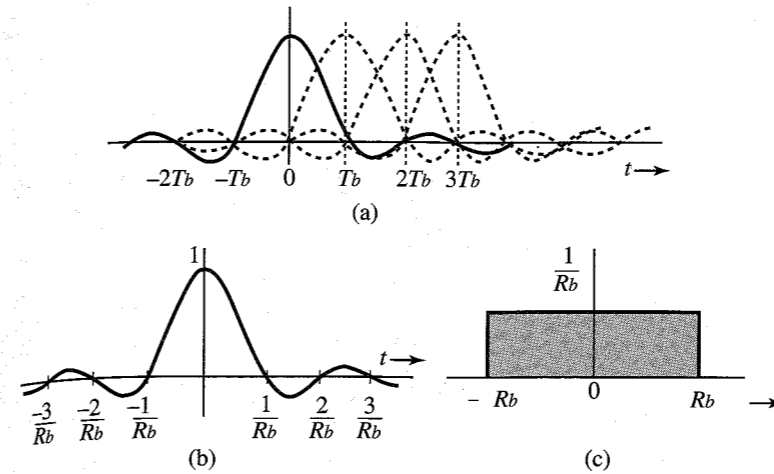 −2Tb −Tb 0 Tb 2Tb 3Tb t→
(a)
1
t→
−3/Rb −2/Rb −1/Rb 1/Rb 2/Rb 3/Rb
(b)
1/Rb
− Rb 0 Rb →
(c)